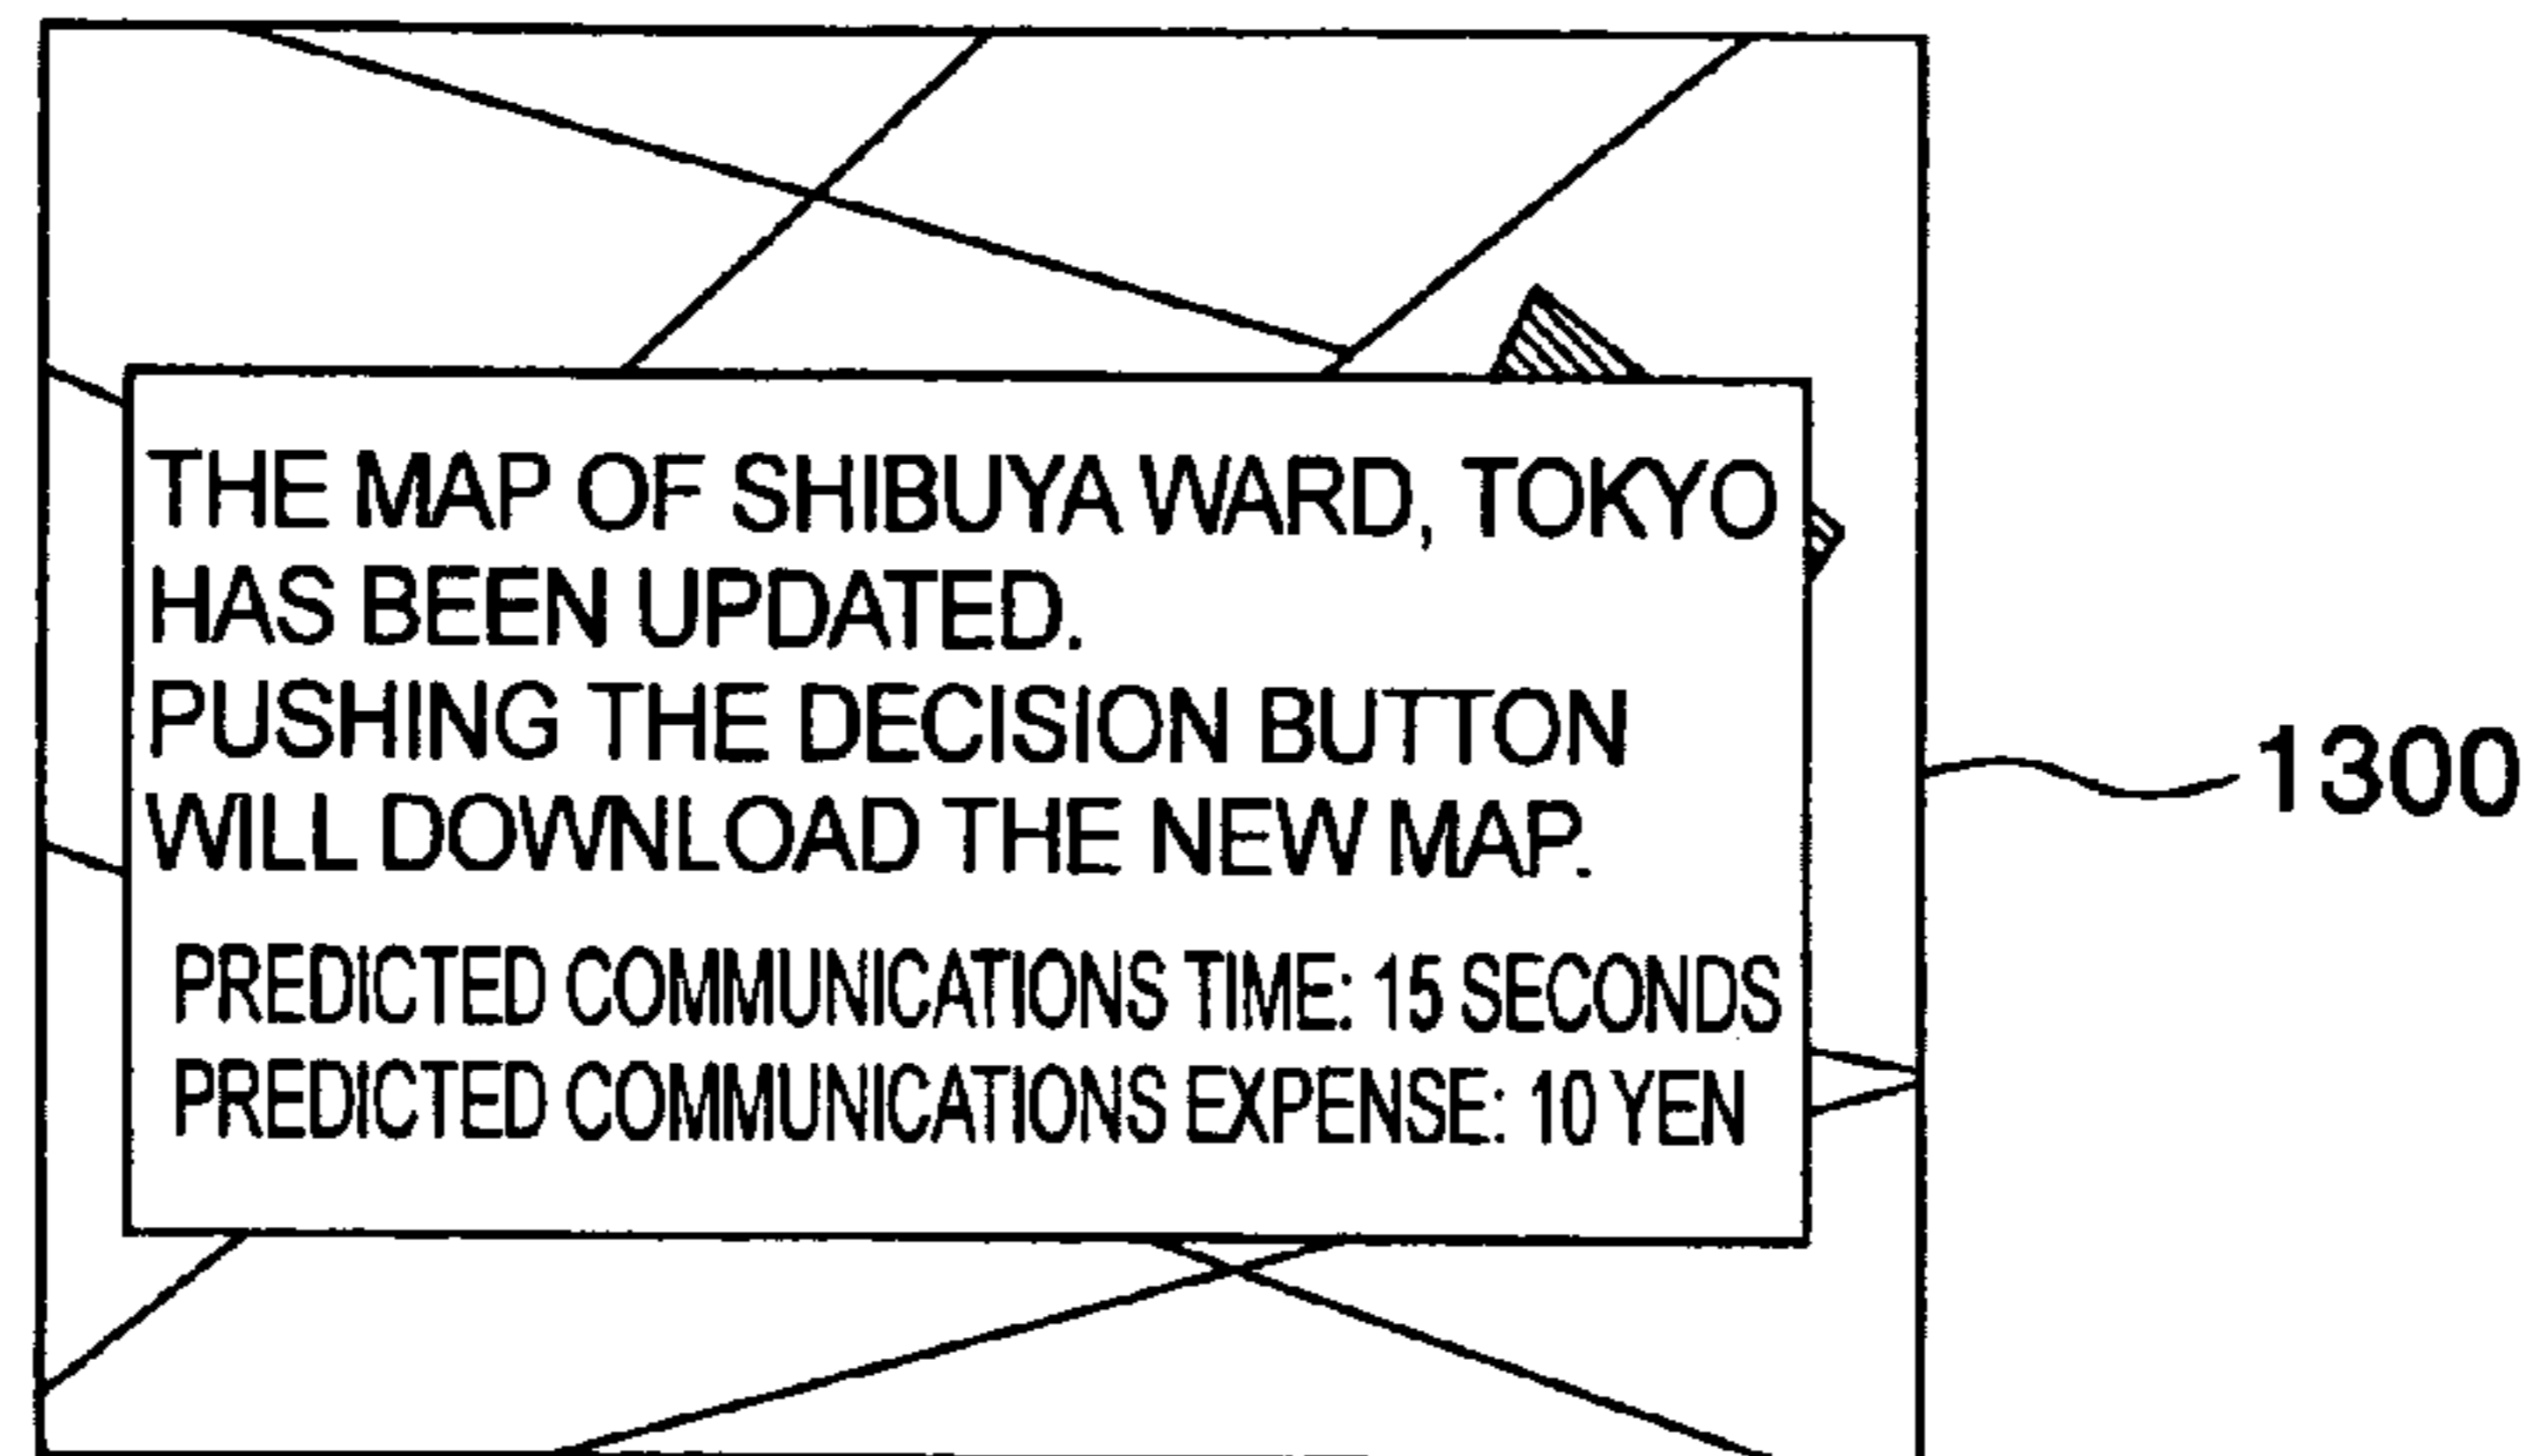 THE MAP OF SHIBUYA WARD, TOKYO
HAS BEEN UPDATED.
PUSHING THE DECISION BUTTON
WILL DOWNLOAD THE NEW MAP.
PREDICTED COMMUNICATIONS TIME: 15 SECONDS
PREDICTED COMMUNICATIONS EXPENSE: 10 YEN
1300